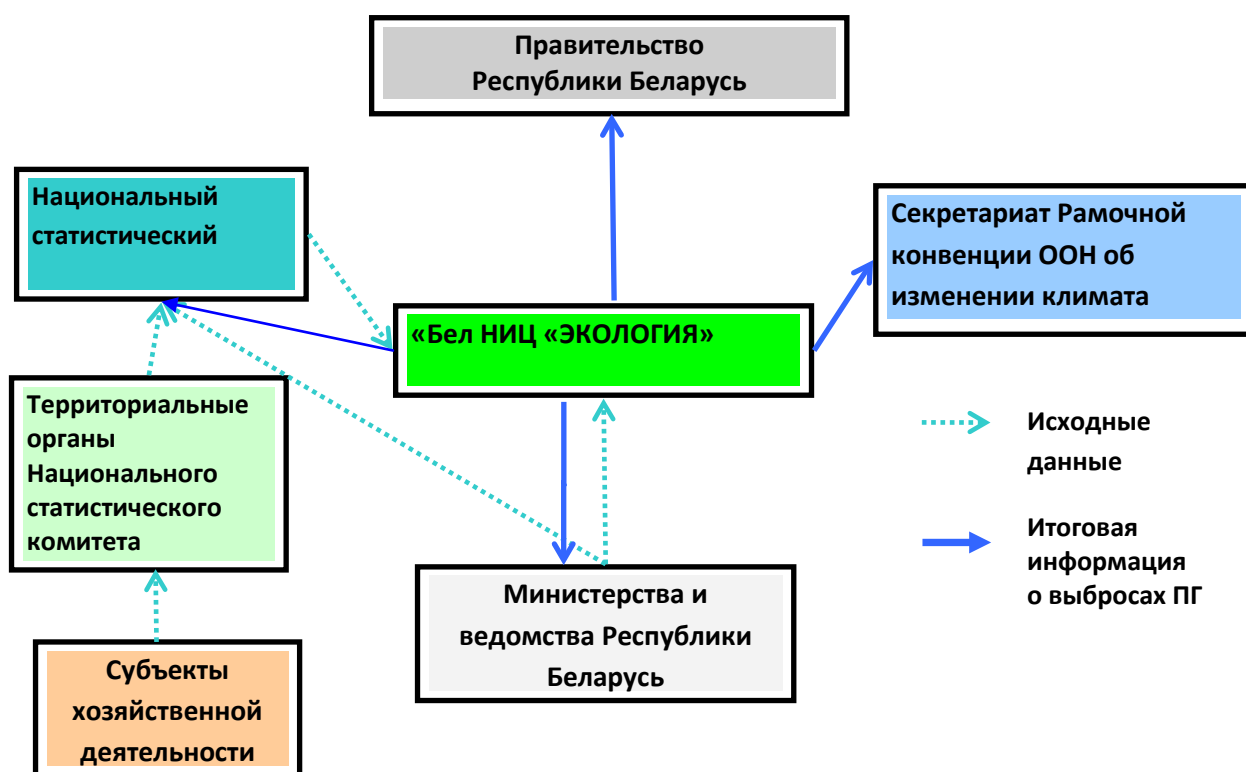 Правительство
Республики Беларусь
Национальный
статистический
Секретариат Рамочной
конвенции ООН об
изменении климата
«Бел НИЦ «ЭКОЛОГИЯ»
Территориальные
органы
Национального
статистического
комитета
Исходные
данные
Итоговая
информация
о выбросах ПГ
Министерства и
ведомства Республики
Беларусь
Субъекты
хозяйственной
деятельности